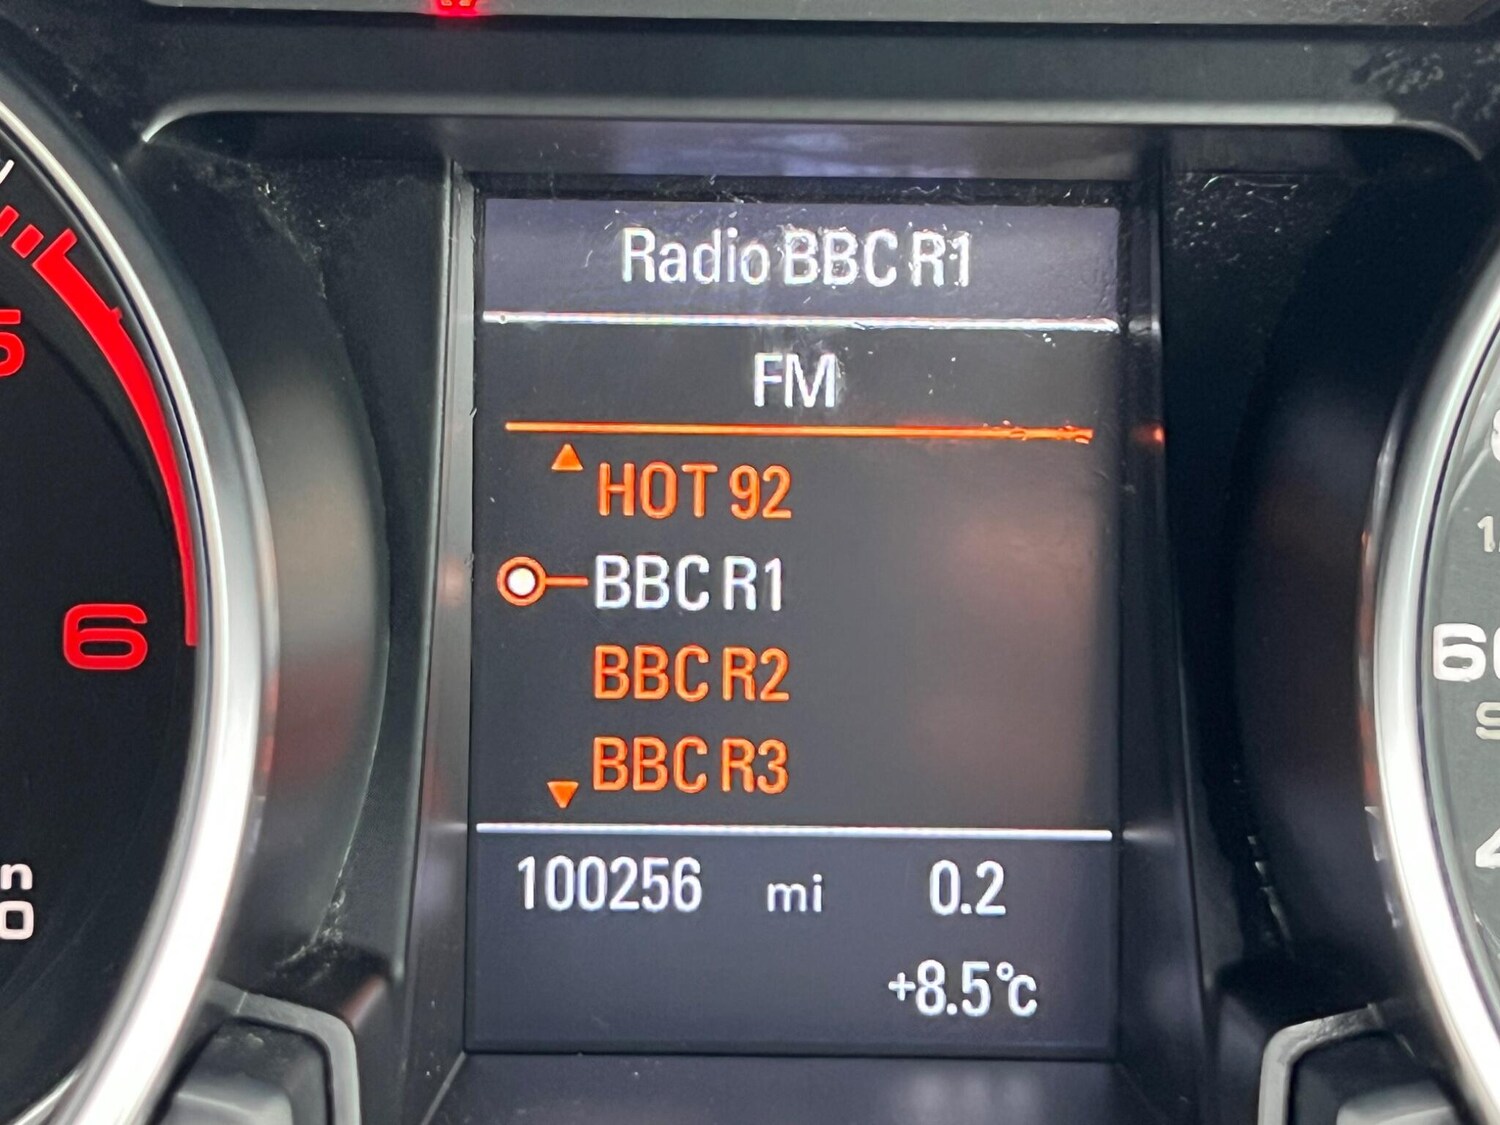 Radio BBC R1
FM
HOT 92
BBC R1
BBC R2
BBC R3
100256 mi 0.2
+8.5°C
5
6